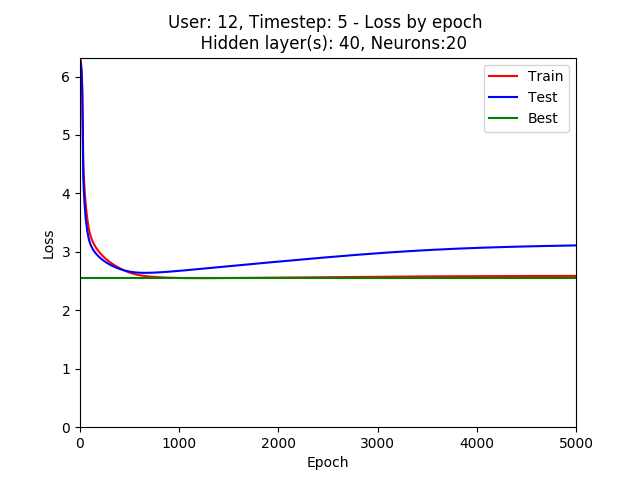 User: 12, Timestep: 5 - Loss by epoch
Hidden layer(s): 40, Neurons:20
Train
Test
Best
6
5
4
3
2
1
0
Loss
0 1000 2000 3000 4000 5000
Epoch